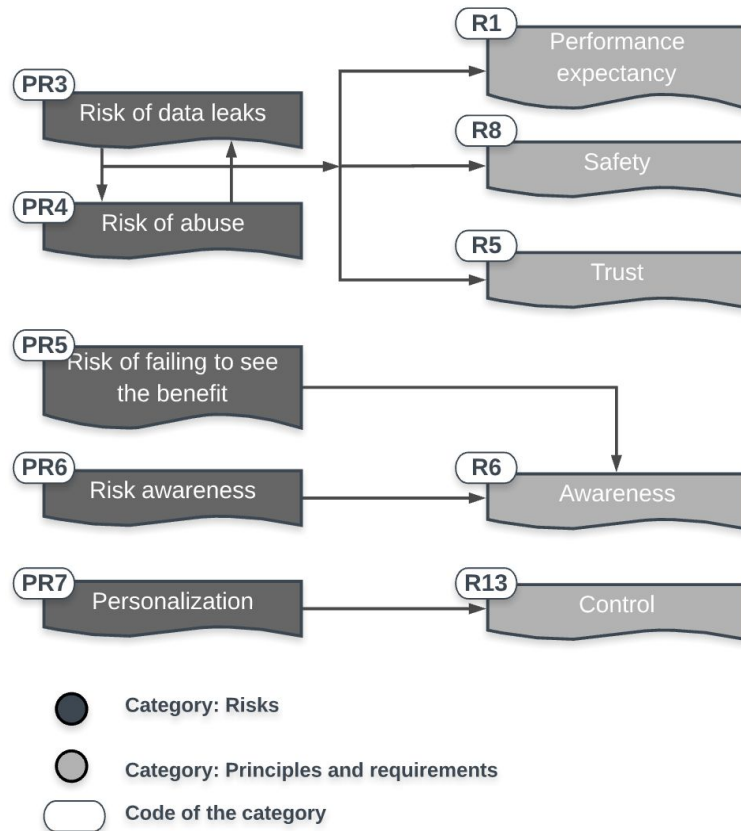 R1
Performance
expectancy
PR3
Risk of data leaks
R8
Safety
PR4
Risk of abuse
R5
Trust
PR5
Risk of failing to see
the benefit
PR6
Risk awareness
R6
Awareness
PR7
Personalization
R13
Control
Category: Risks
Category: Principles and requirements
Code of the category